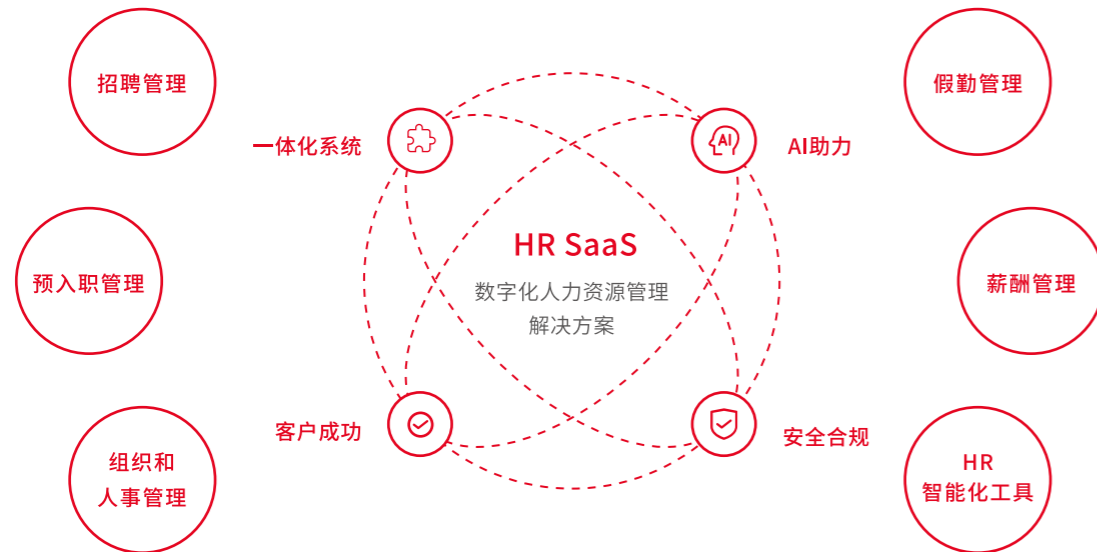 招聘管理
假勤管理
一体化系统
AI
AI助力
HR SaaS
预入职管理
数字化人力资源管理
解决方案
薪酬管理
客户成功
安全合规
组织和
人事管理
HR
智能化工具